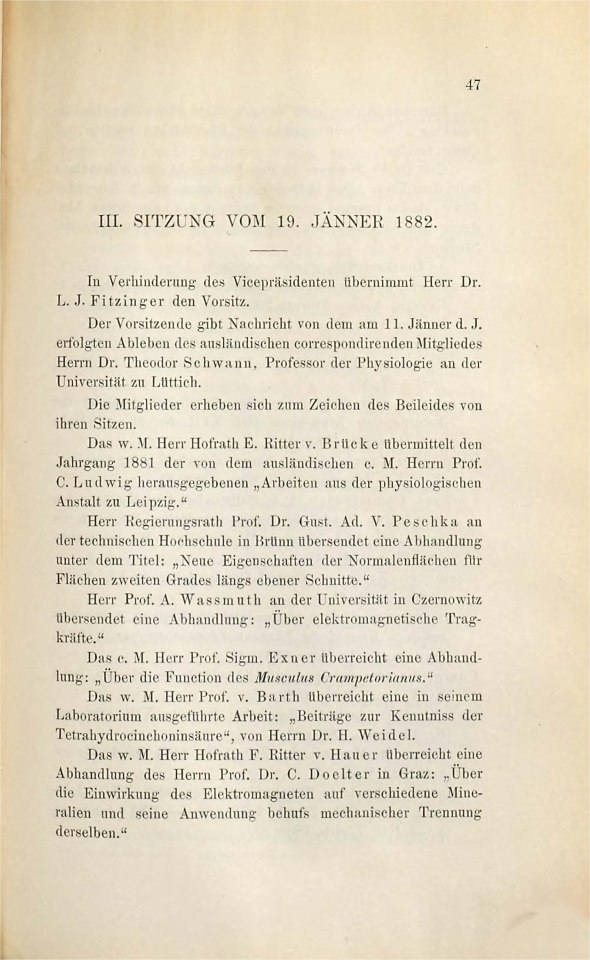 47
III. SITZUNG VOM 19. JÄNNER 1882.
In Verhinderung des Vicepräsidenten übernimmt Herr Dr.
L. J. Fitzinger den Vorsitz.
Der Vorsitzende gibt Nachricht von dem am 11. Jänner d. J.
erfolgten Ableben des ausländischen correspondirenden Mitgliedes
Herrn Dr. Theodor Schwann, Professor der Physiologie an der
Universität zu Lüttich.
Die Mitglieder erheben sich zum Zeichen des Beileides von
ihren Sitzen.
Das w. M. Herr Hofrath E. Ritter v. Brücke übermittelt den
Jahrgang 1881 der von dem ausländischen c. M. Herrn Prof.
C. Ludwig herausgegebenen „Arbeiten aus der physiologischen
Anstalt zu Leipzig.“
Herr Regierungsrath Prof. Dr. Gust. Ad. V. Peschka an
der technischen Hochschule in Brünn übersendet eine Abhandlung
unter dem Titel: „Neue Eigenschaften der Normalenflächen für
Flächen zweiten Grades längs ebener Schnitte.“
Herr Prof. A. Wassmuth an der Universität in Czernowitz
übersendet eine Abhandlung: „Über elektromagnetische Trag-
kräfte.“
Das c. M. Herr Prof. Sigm. Exner überreicht eine Abhand-
lung: „Über die Function des Musculus Crampetorianus.“
Das w. M. Herr Prof. v. Barth überreicht eine in seinem
Laboratorium ausgeführte Arbeit: „Beiträge zur Kenntniss der
Tetrahydrocinchoninsäure“, von Herrn Dr. H. Weidel.
Das w. M. Herr Hofrath F. Ritter v. Hauer überreicht eine
Abhandlung des Herrn Prof. Dr. C. Doelter in Graz: „Über
die Einwirkung des Elektromagneten auf verschiedene Mine-
ralien und seine Anwendung behufs mechanischer Trennung
derselben.“